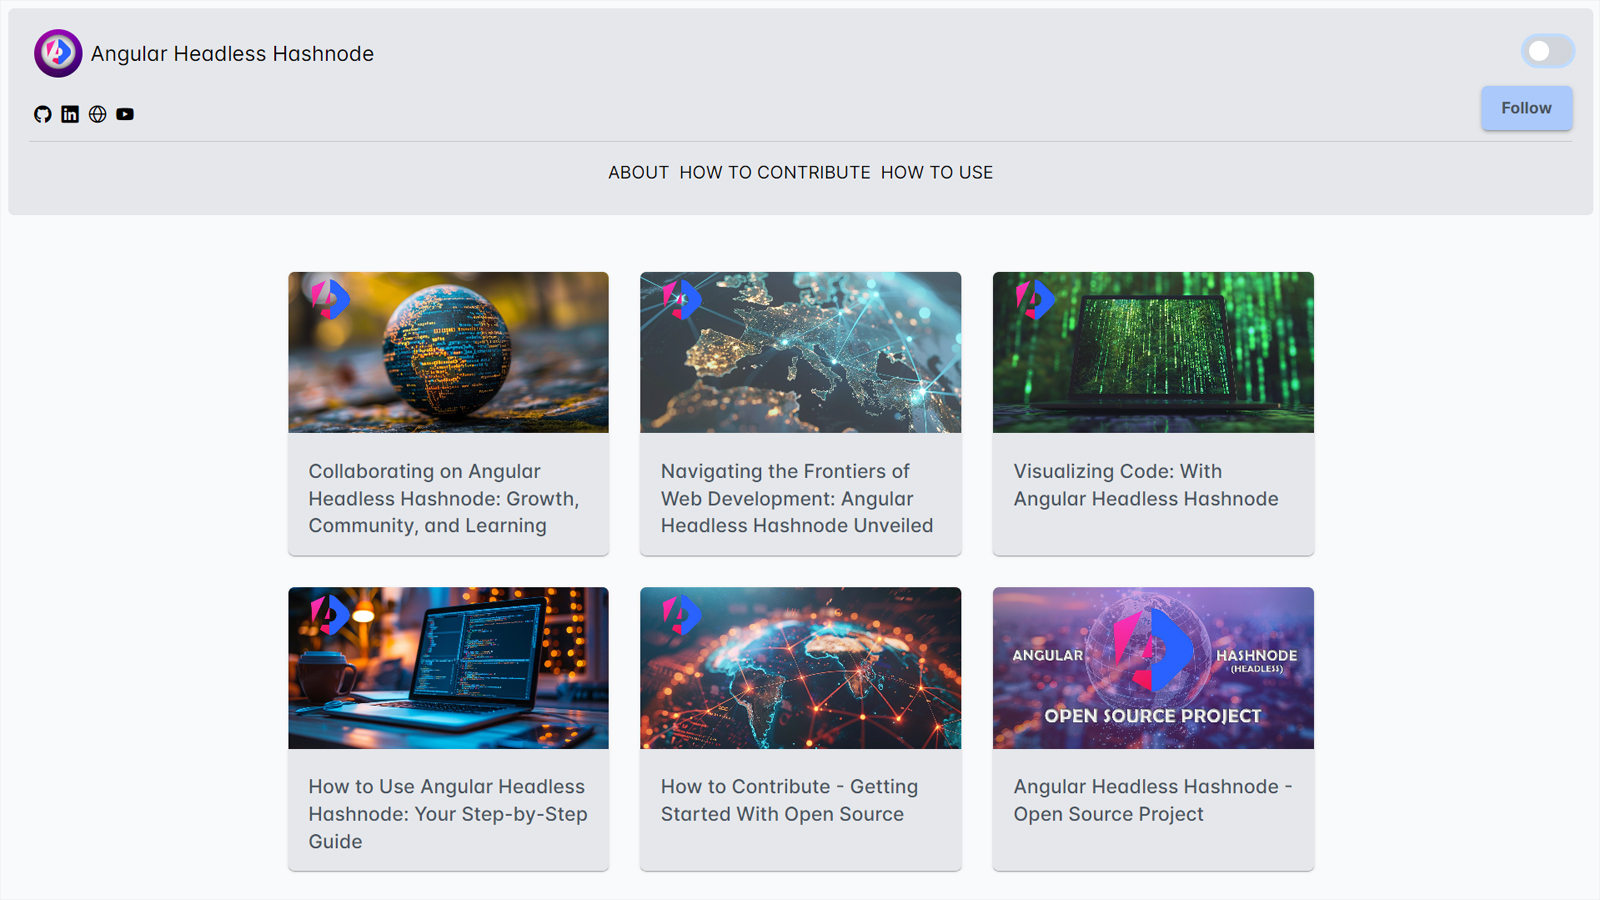 Angular Headless Hashnode
Follow
ABOUT HOW TO CONTRIBUTE HOW TO USE
Collaborating on Angular
Headless Hashnode: Growth,
Community, and Learning
Navigating the Frontiers of
Web Development: Angular
Headless Hashnode Unveiled
Visualizing Code: With
Angular Headless Hashnode
How to Use Angular Headless
Hashnode: Your Step-by-Step
Guide
How to Contribute - Getting
Started With Open Source
ANGULAR
HASHNODE
(HEADLESS)
OPEN SOURCE PROJECT
Angular Headless Hashnode -
Open Source Project